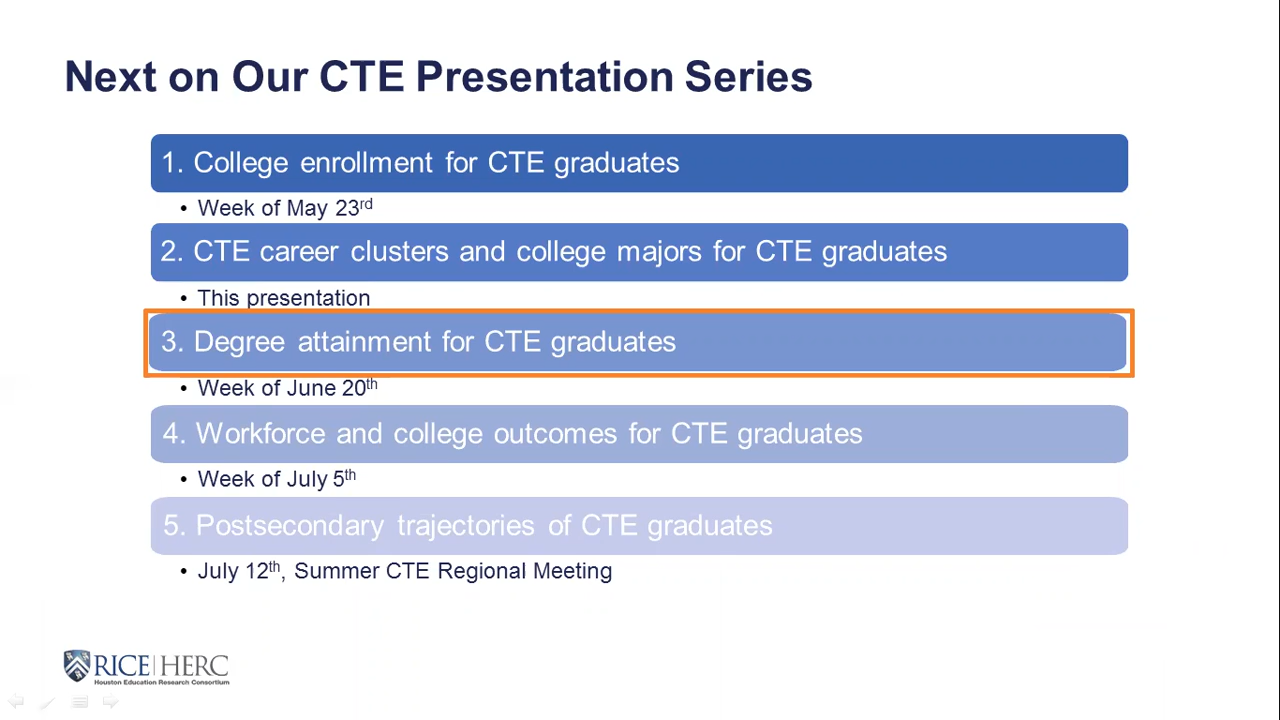 Next on Our CTE Presentation Series
1. College enrollment for CTE graduates
• Week of May 23rd
2. CTE career clusters and college majors for CTE graduates
• This presentation
3. Degree attainment for CTE graduates
• Week of June 20th
4. Workforce and college outcomes for CTE graduates
• Week of July 5th
5. Postsecondary trajectories of CTE graduates
• July 12th, Summer CTE Regional Meeting
RICE | HERC
Houston Education Research Consortium